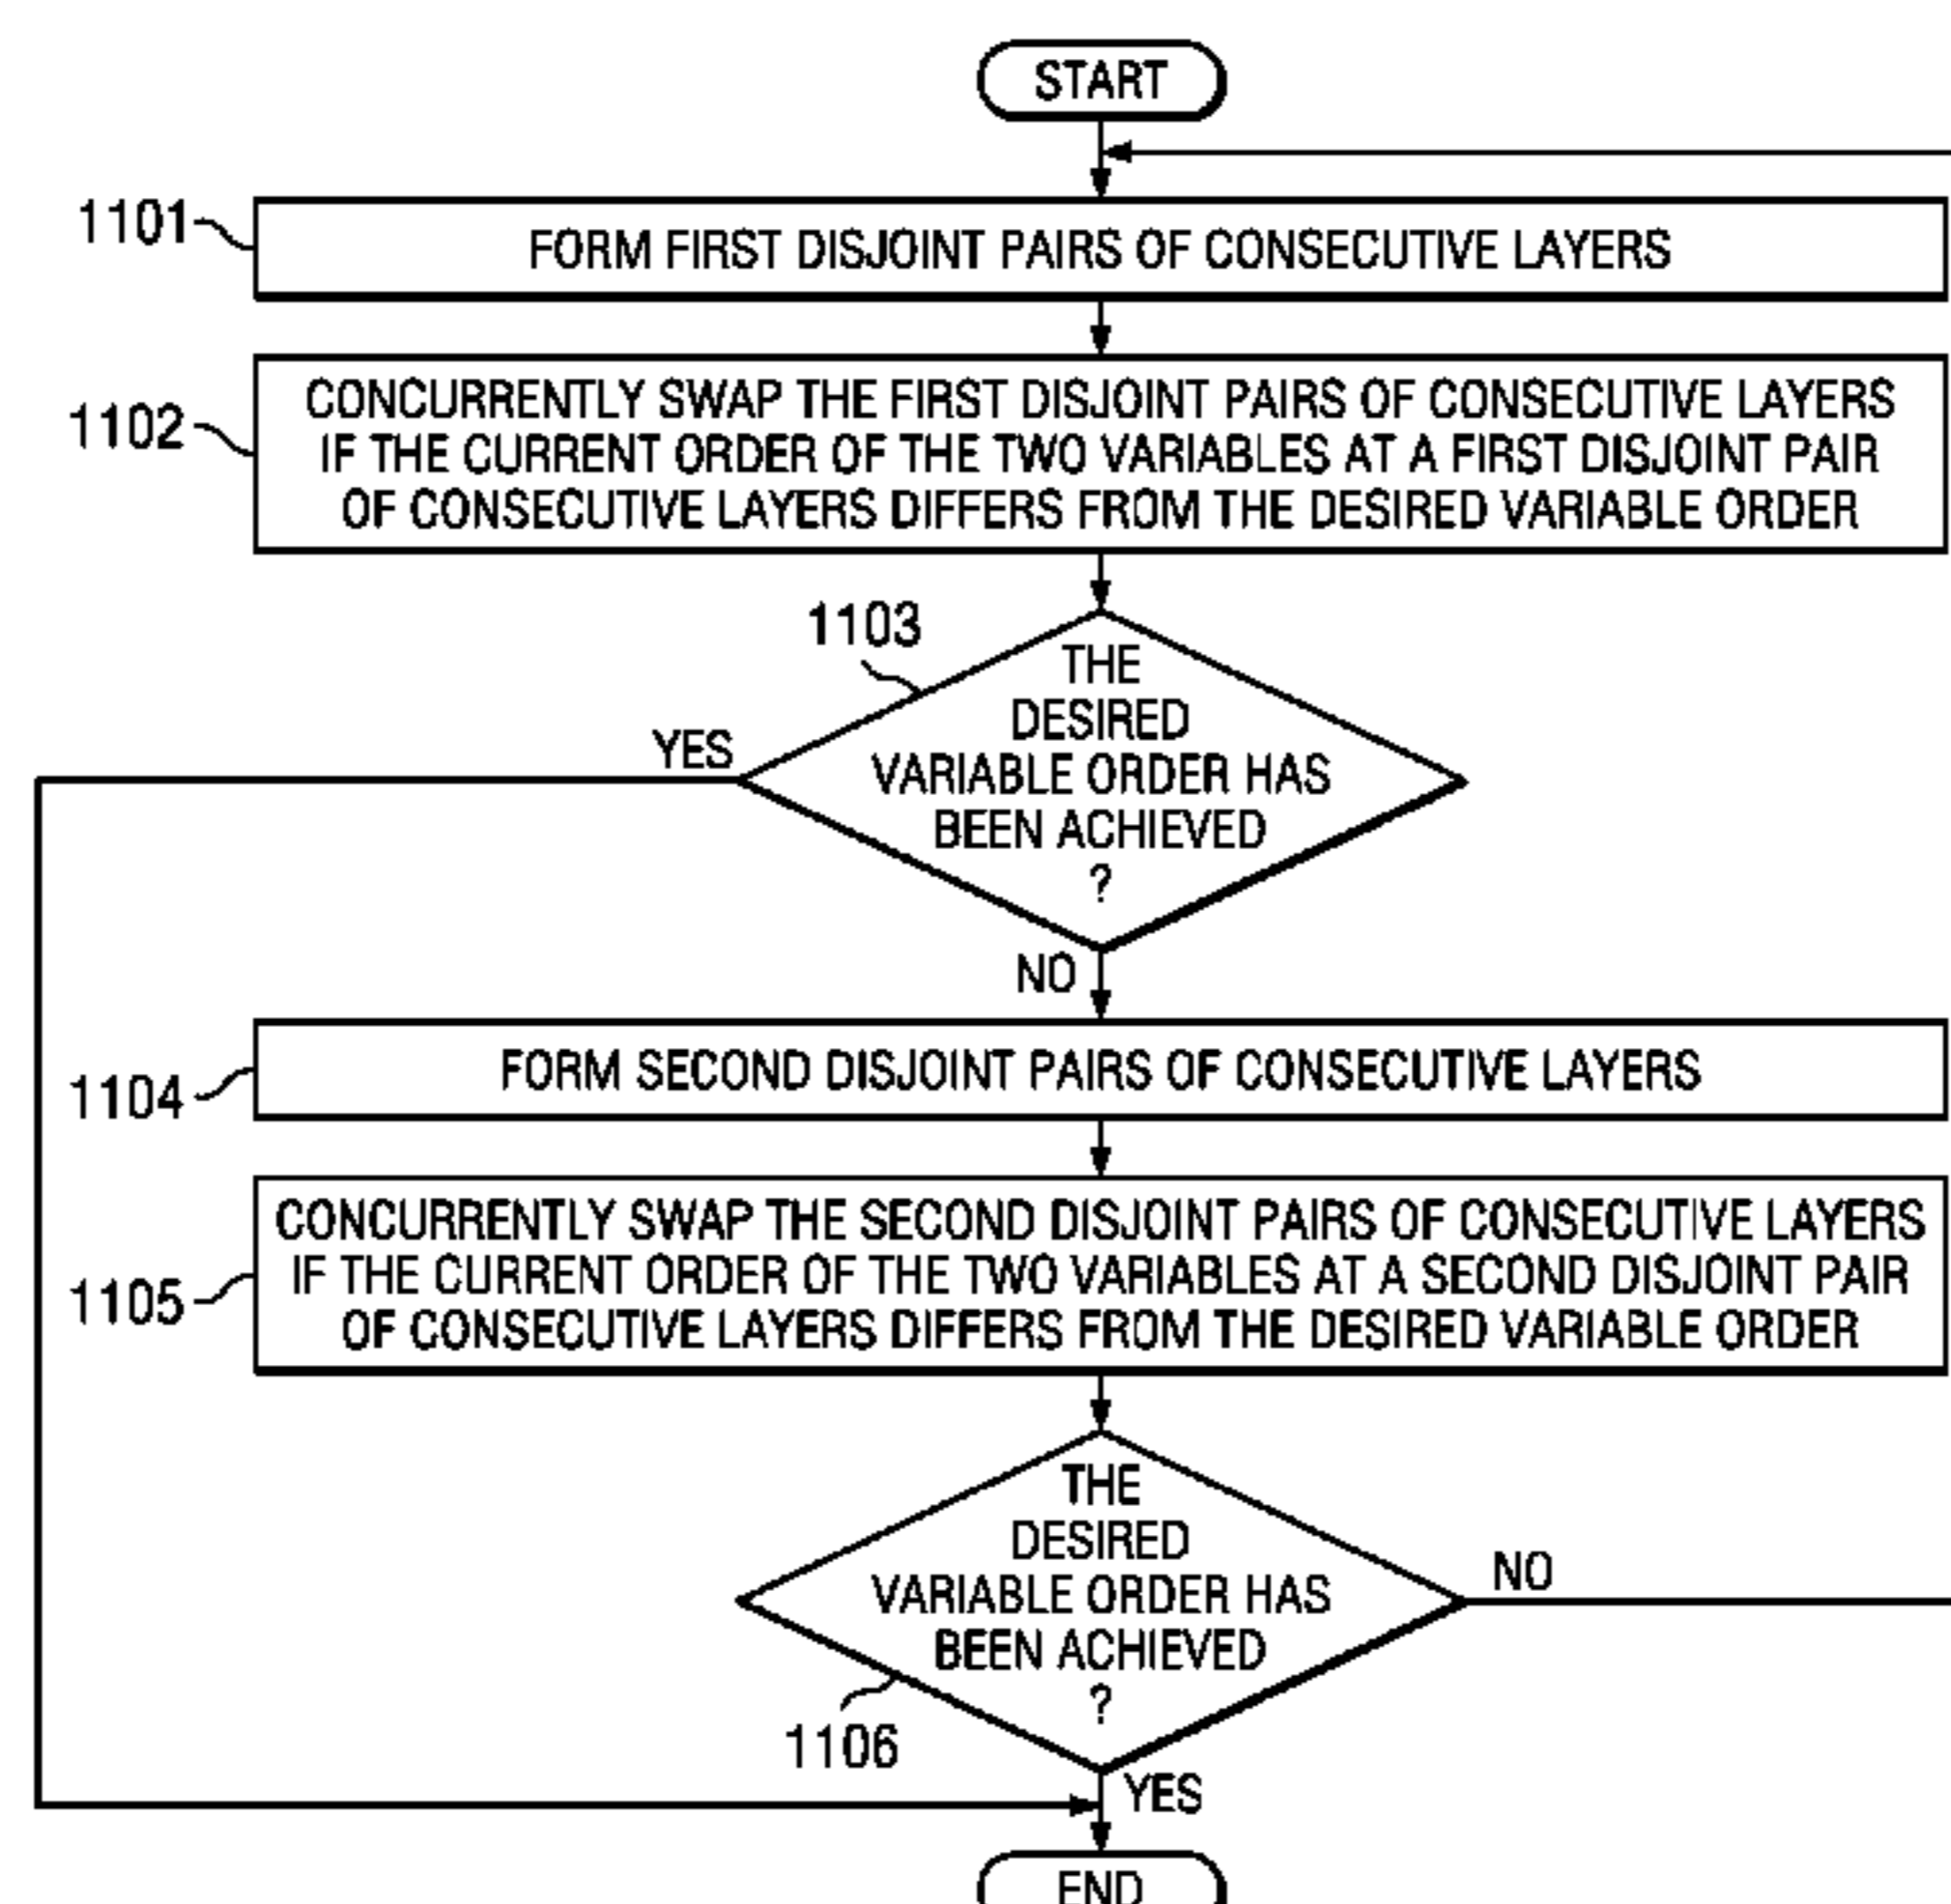 START
1101
FORM FIRST DISJOINT PAIRS OF CONSECUTIVE LAYERS
1102
CONCURRENTLY SWAP THE FIRST DISJOINT PAIRS OF CONSECUTIVE LAYERS
IF THE CURRENT ORDER OF THE TWO VARIABLES AT A FIRST DISJOINT PAIR
OF CONSECUTIVE LAYERS DIFFERS FROM THE DESIRED VARIABLE ORDER
1103
THE
DESIRED
VARIABLE ORDER HAS
BEEN ACHIEVED
?
YES
NO
1104
FORM SECOND DISJOINT PAIRS OF CONSECUTIVE LAYERS
1105
CONCURRENTLY SWAP THE SECOND DISJOINT PAIRS OF CONSECUTIVE LAYERS
IF THE CURRENT ORDER OF THE TWO VARIABLES AT A SECOND DISJOINT PAIR
OF CONSECUTIVE LAYERS DIFFERS FROM THE DESIRED VARIABLE ORDER
THE
DESIRED
VARIABLE ORDER HAS
BEEN ACHIEVED
?
NO
1106
YES
END